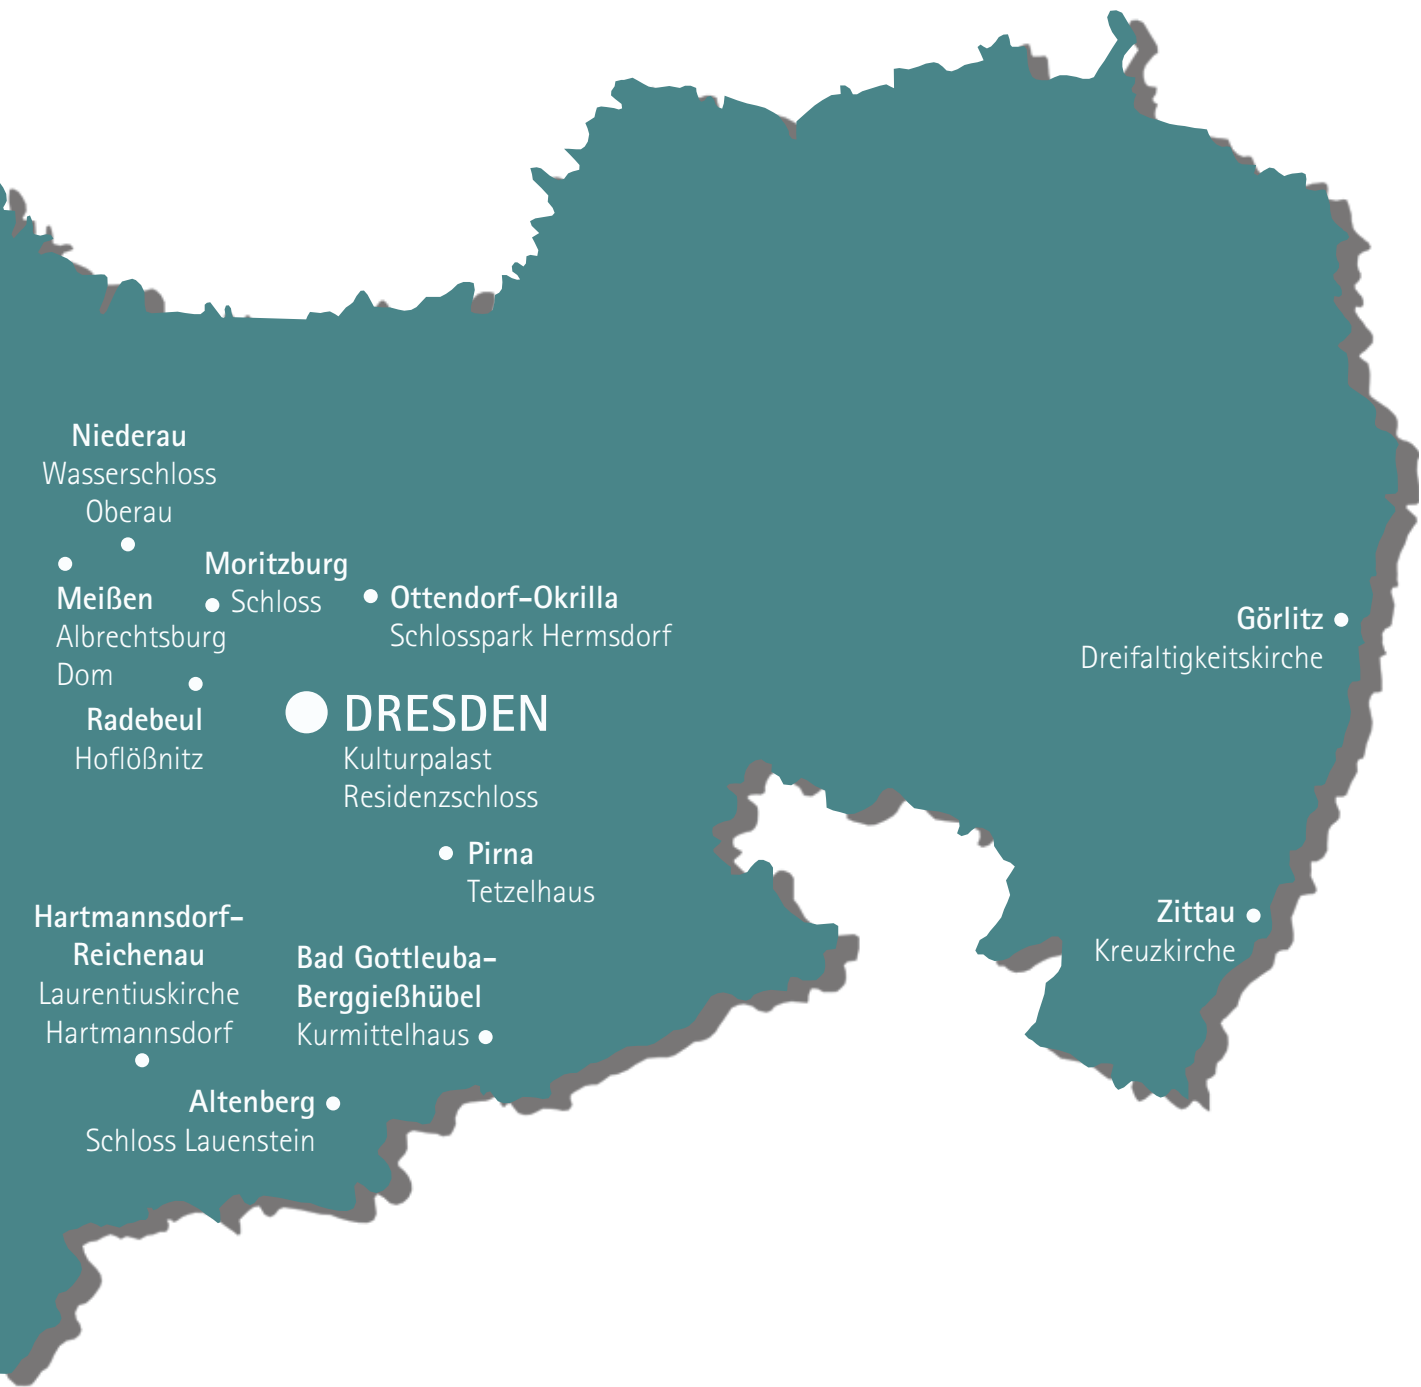 Niederau
Wasserschloss
Oberau
Moritzburg
Schloss
Meißen
Albrechtsburg
Dom
Ottendorf-Okrilla
Schlosspark Hermsdorf
Görlitz
Dreifaltigkeitskirche
Radebeul
Hoflößnitz
DRESDEN
Kulturpalast
Residenzschloss
Pirna
Tetzelhaus
Hartmannsdorf-
Reichenau
Laurentiuskirche
Hartmannsdorf
Bad Gottleuba-
Berggießhübel
Kurmittelhaus
Zittau
Kreuzkirche
Altenberg
Schloss Lauenstein